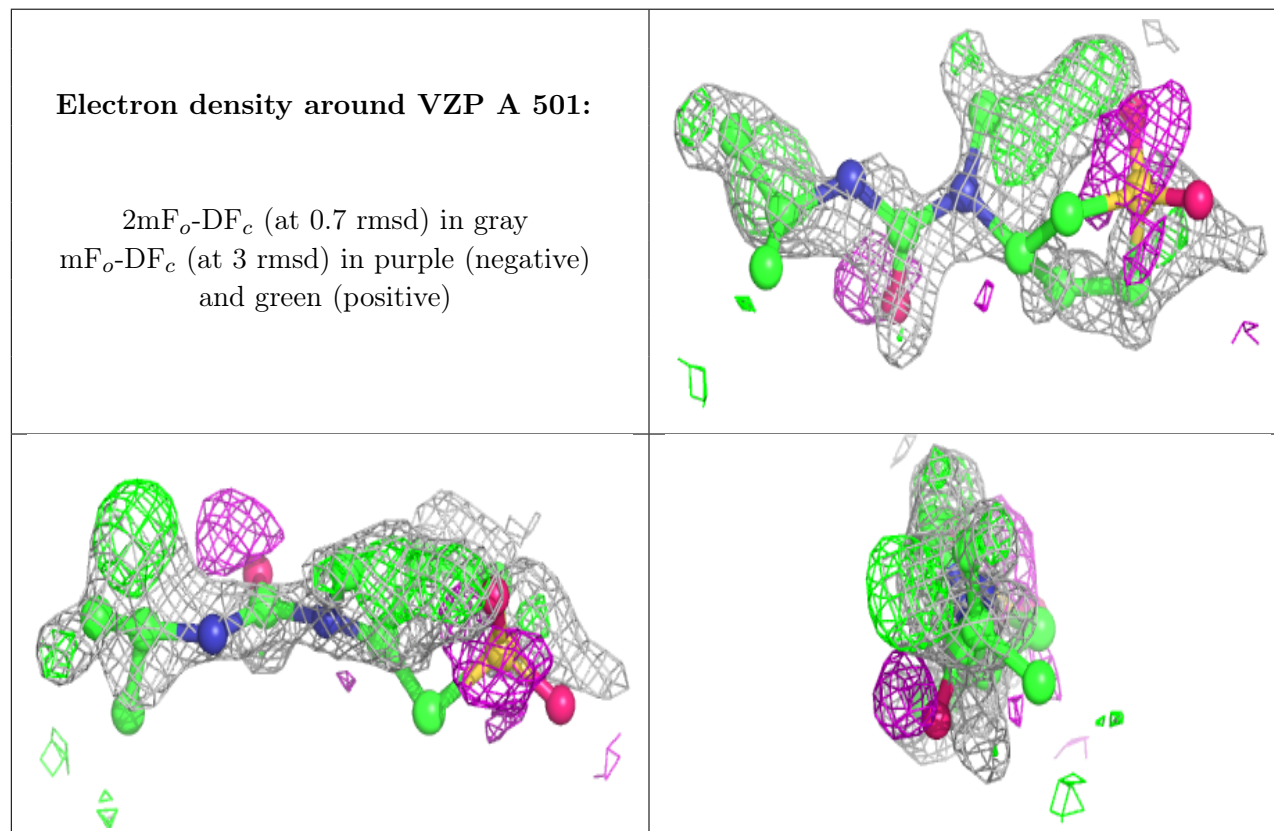 Electron density around VZP A 501:
2mFo-DFc (at 0.7 rmsd) in gray
mFo-DFc (at 3 rmsd) in purple (negative)
and green (positive)